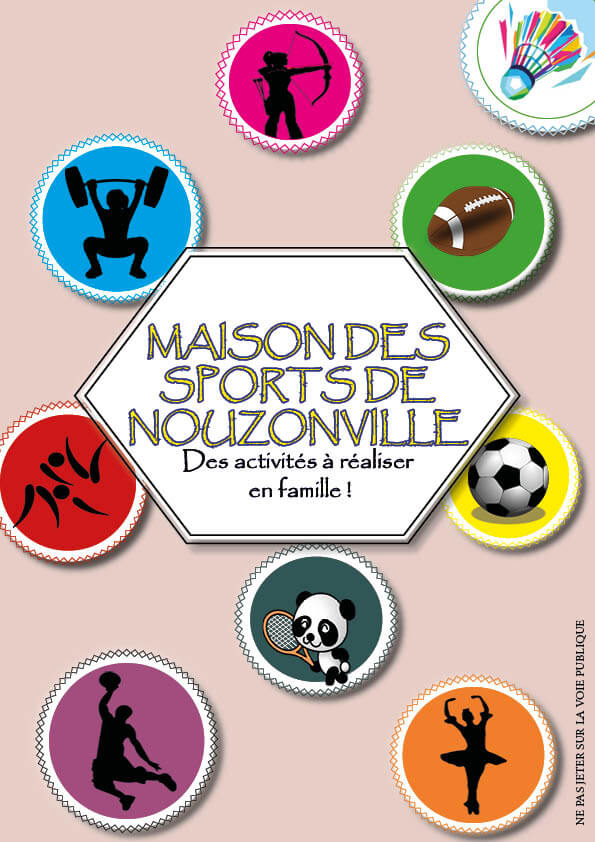 MAISON DES
SPORTS DE
NOUZONVILLE
Des activités à réaliser
en famille !
NE PAS JETER SUR LA VOIE PUBLIQUE